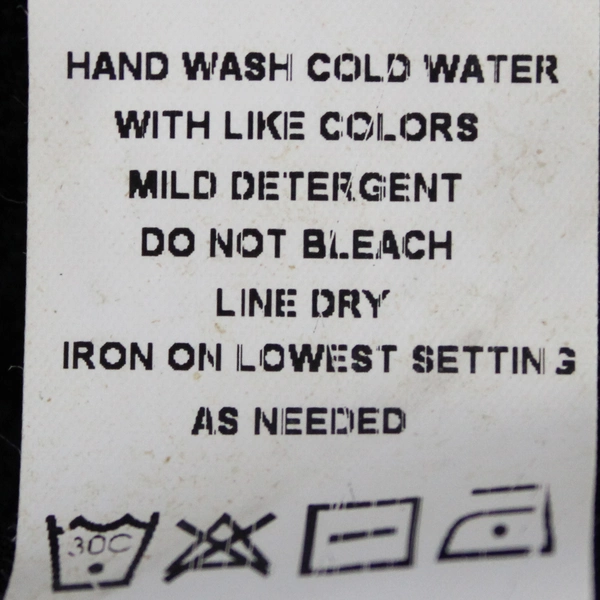 HAND WASH COLD WATER
WITH LIKE COLORS
MILD DETERGENT
DO NOT BLEACH
LINE DRY
IRON ON LOWEST SETTING
AS NEEDED
30C